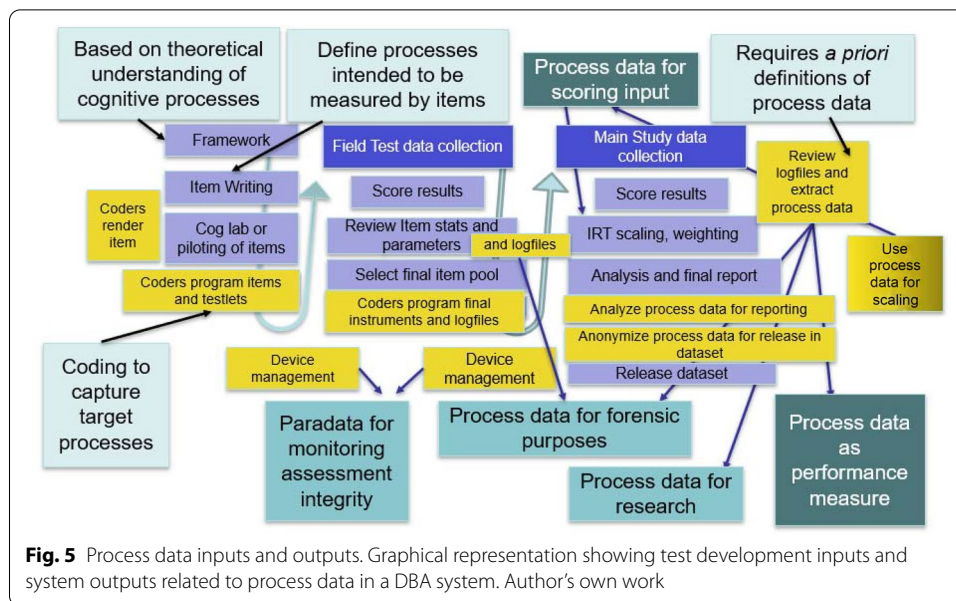 Based on theoretical
understanding of
cognitive processes
Define processes
intended to be
measured by items
Process data for
scoring input
Requires a priori
definitions of
process data
Framework
Item Writing
Coders
render
item
Cog lab or
piloting of items
Coders program items
and testlets
Coding to
capture
target
processes
Field Test data collection
Score results
Review Item stats and
parameters
and logfiles
Select final item pool
Coders program final
instruments and logfiles
Main Study data
collection
Score results
IRT scaling, weighting
Analysis and final report
Analyze process data for reporting
Anonymize process data for release in
dataset
Release dataset
Review
logfiles and
extract
process data
Use
process
data for
scaling
Device
management
Device
management
Paradata for
monitoring
assessment
integrity
Process data for forensic
purposes
Process data for
research
Process data
as
performance
measure
Fig. 5 Process data inputs and outputs. Graphical representation showing test development inputs and
system outputs related to process data in a DBA system. Author's own work